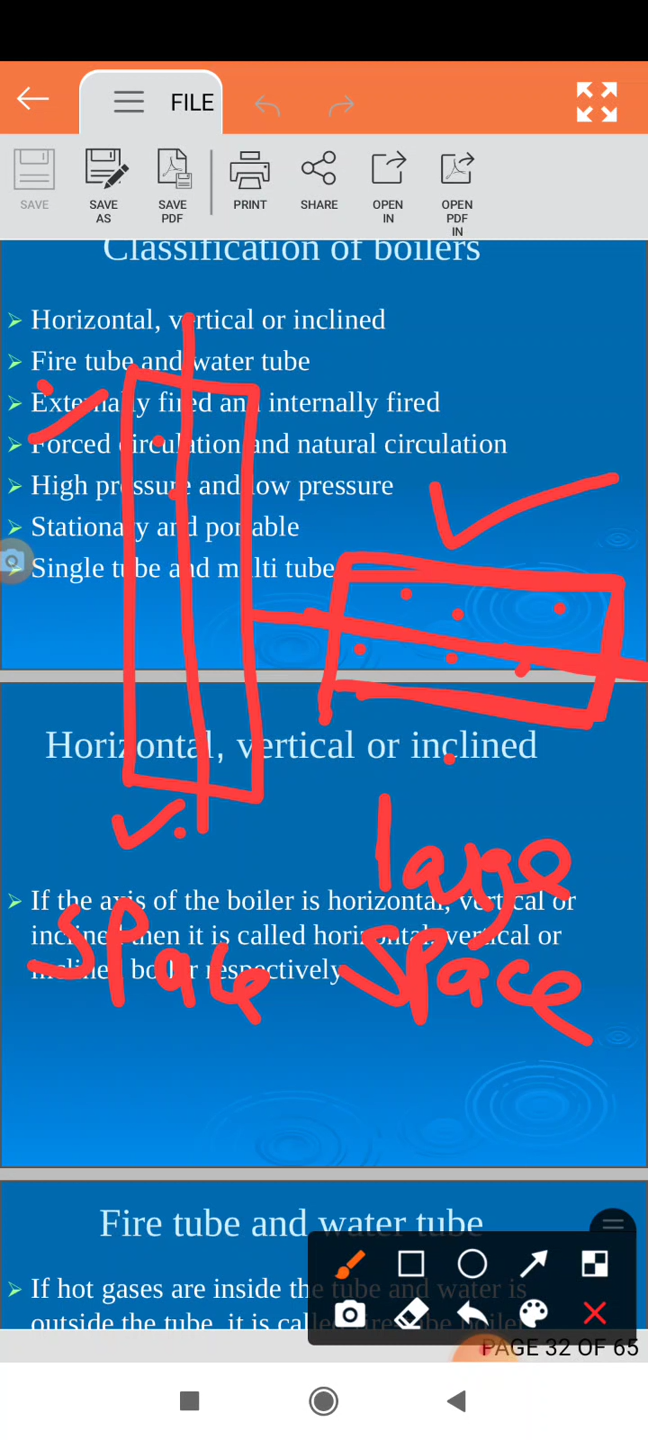 FILE
SAVE
SAVE AS
SAVE PDF
PRINT
SHARE
OPEN IN
OPEN PDF IN
Classification of boilers
Horizontal, vertical or inclined
Fire tube and water tube
Externally fired and internally fired
Forced circulation and natural circulation
High pressure and low pressure
Stationary and portable
Single tube and multi tube
Horizontal, vertical or inclined
large
If the axis of the boiler is horizontal, vertical or
inclined then it is called horizontal, vertical or
inclined boiler respectively
space space
Fire tube and water tube
If hot gases are inside the tube and water is
outside the tube, it is called fire tube boiler
PAGE 32 OF 65